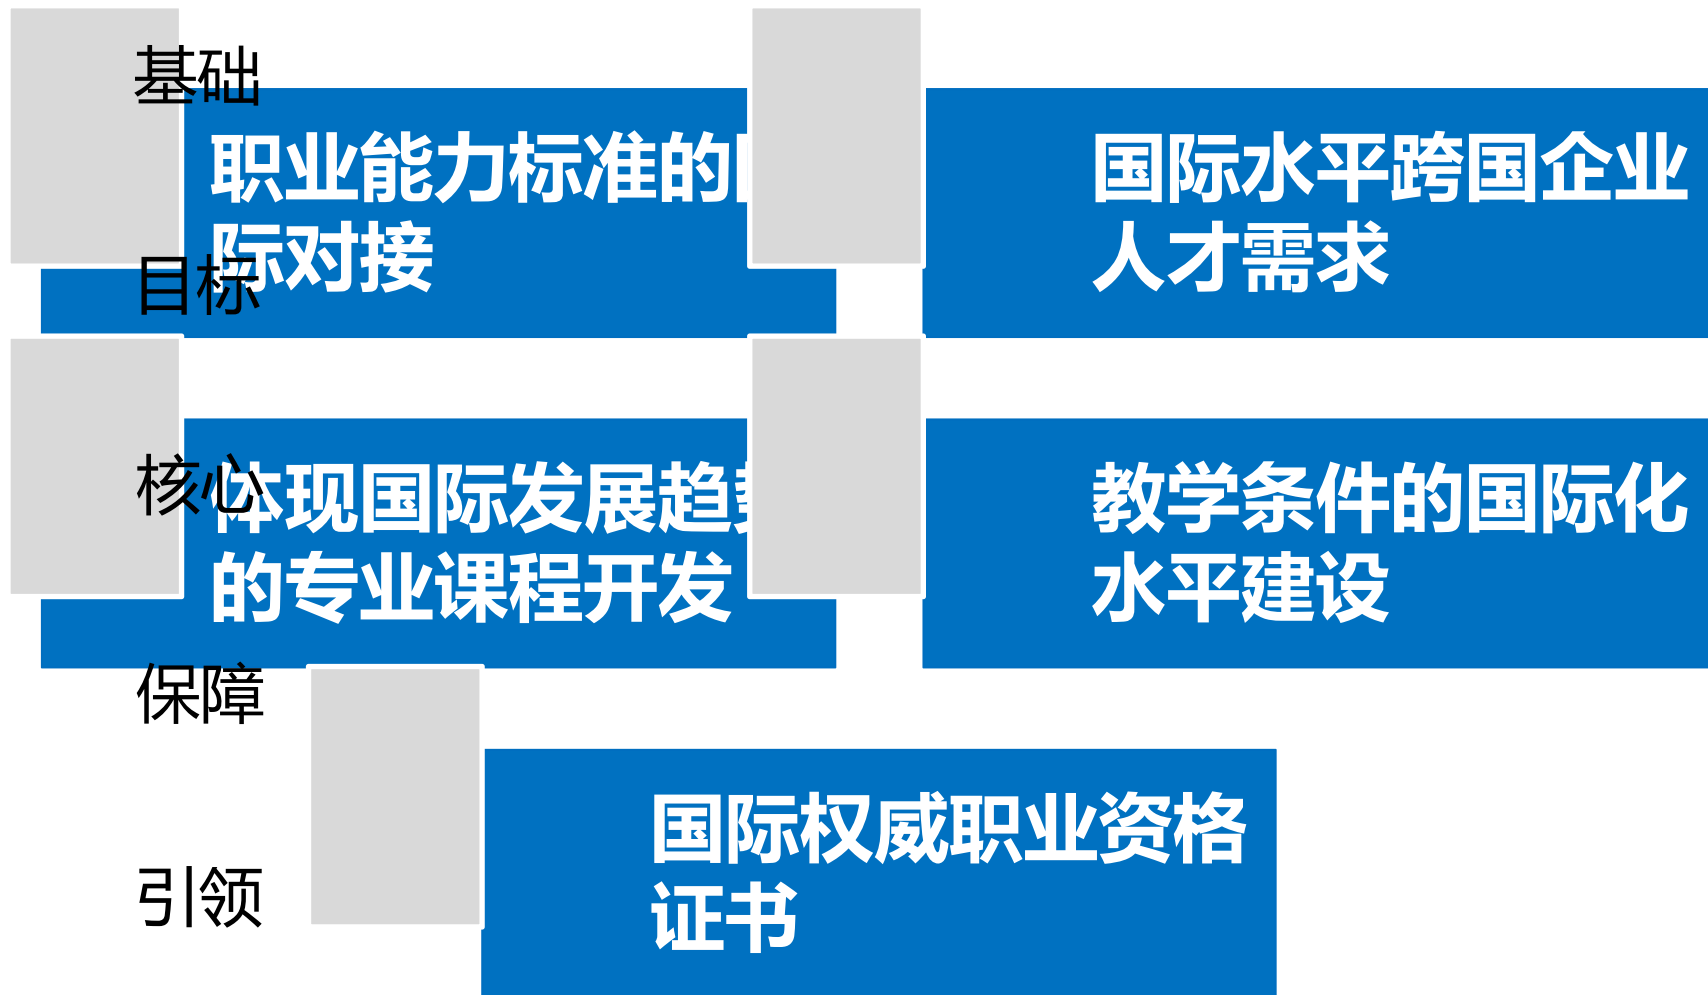 基础
职业能力标准的
际对接
国际水平跨国企业
人才需求
目标
核心
体现国际发展趋
的专业课程开发
教学条件的国际化
水平建设
保障
国际权威职业资格
证书
引领